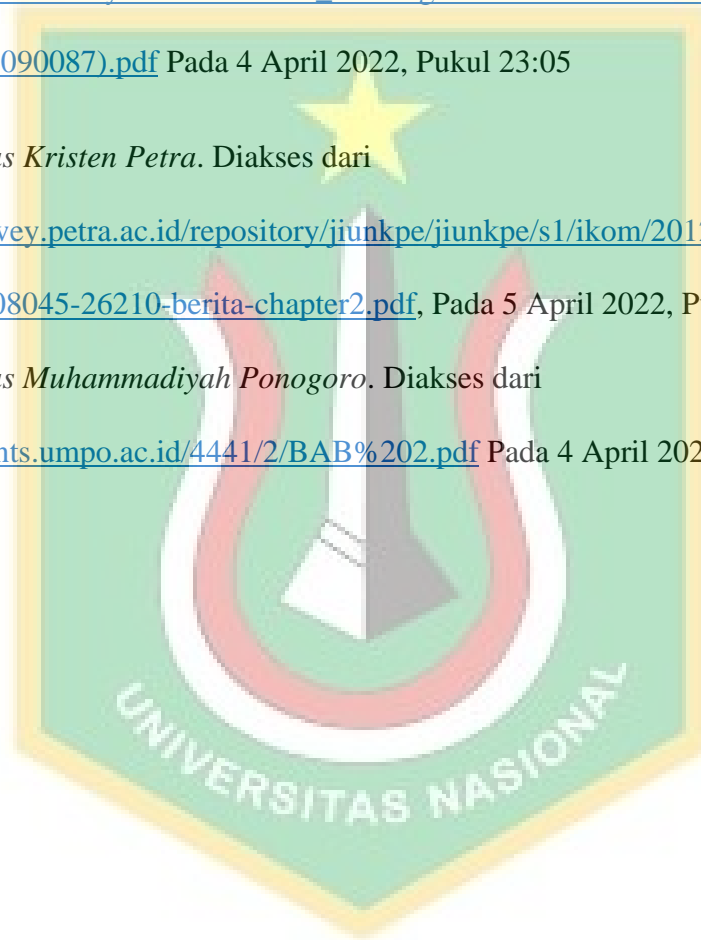 090087).pdf Pada 4 April 2022, Pukul 23:05
as Kristen Petra. Diakses dari
vey.petra.ac.id/repository/jiunkpe/jiunkpe/s1/ikom/201
08045-26210-berita-chapter2.pdf, Pada 5 April 2022, P
as Muhammadiyah Ponogoro. Diakses dari
nts.umpo.ac.id/4441/2/BAB%202.pdf Pada 4 April 202
UNIVERSITAS NASIONAL